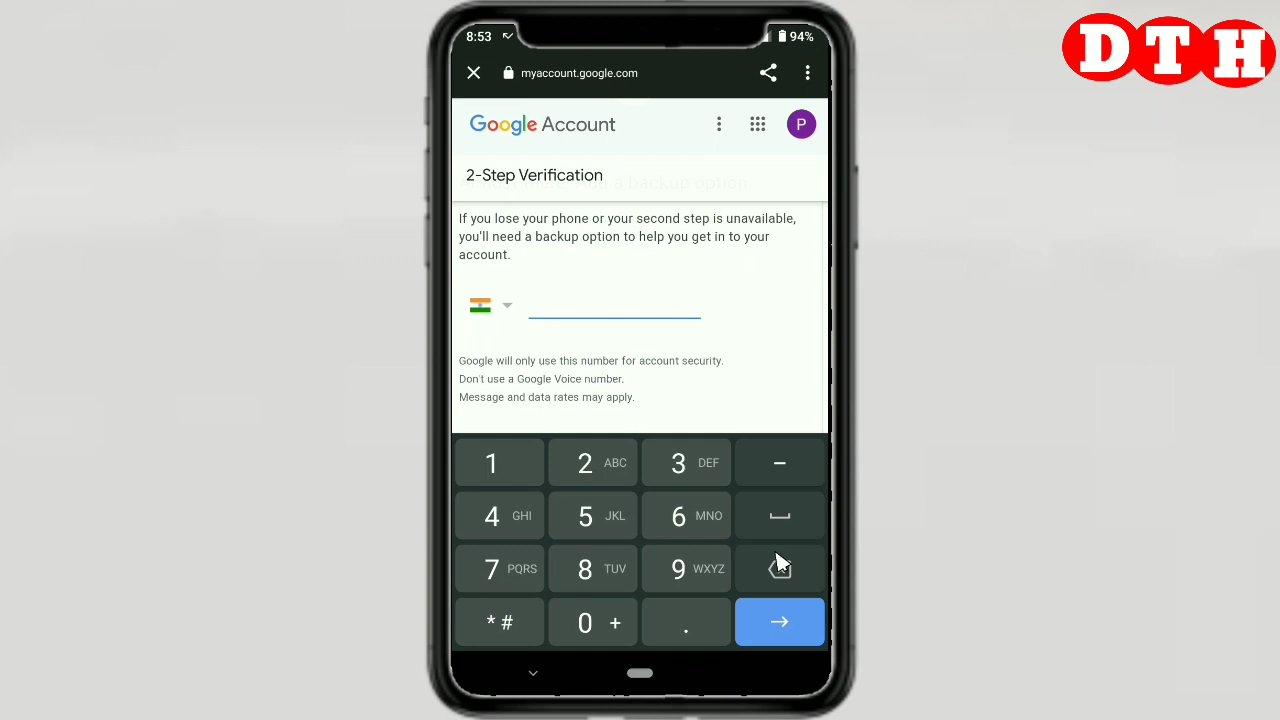 DTH
8:53 94%
myaccount.google.com
Google Account P
2-Step Verification
a backup option
If you lose your phone or your second step is unavailable,
you'll need a backup option to help you get in to your
account.
Google will only use this number for account security.
Don't use a Google Voice number.
Message and data rates may apply.
1 2 ABC 3 DEF –
4 GHI 5 JKL 6 MNO
7 PQRS 8 TUV 9 WXYZ
* # 0 + .